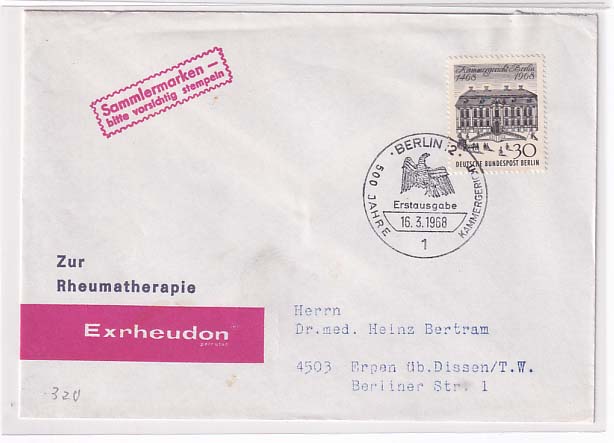 Sammlermarken –
bitte vorsichtig stempeln
Kammergericht Berlin
1468 1968
30
DEUTSCHE BUNDESPOST BERLIN
· BERLIN 12 ·
500 JAHRE KAMMERGERICHT
Erstausgabe
16.3.1968
1
Zur
Rheumatherapie
Exrheudon
Herrn
Dr.med. Heinz Bertram
4503 Erpen üb.Dissen/T.W.
Berliner Str. 1
320